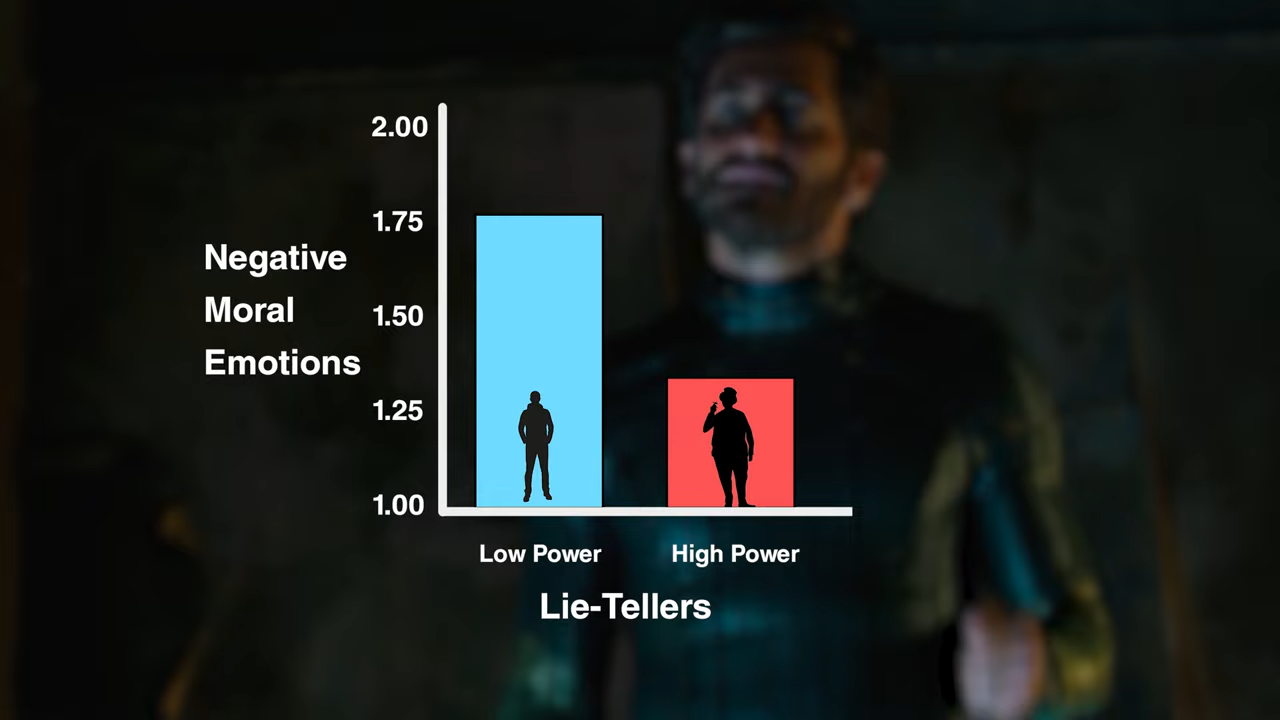 2.00
1.75
Negative
Moral
1.50
Emotions
1.25
1.00
Low Power
High Power
Lie-Tellers